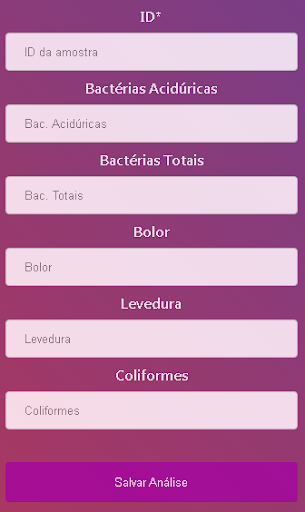 ID*
ID da amostra
Bactérias Acidúricas
Bac. Acidúricas
Bactérias Totais
Bac. Totais
Bolor
Bolor
Levedura
Levedura
Coliformes
Coliformes
Salvar Análise